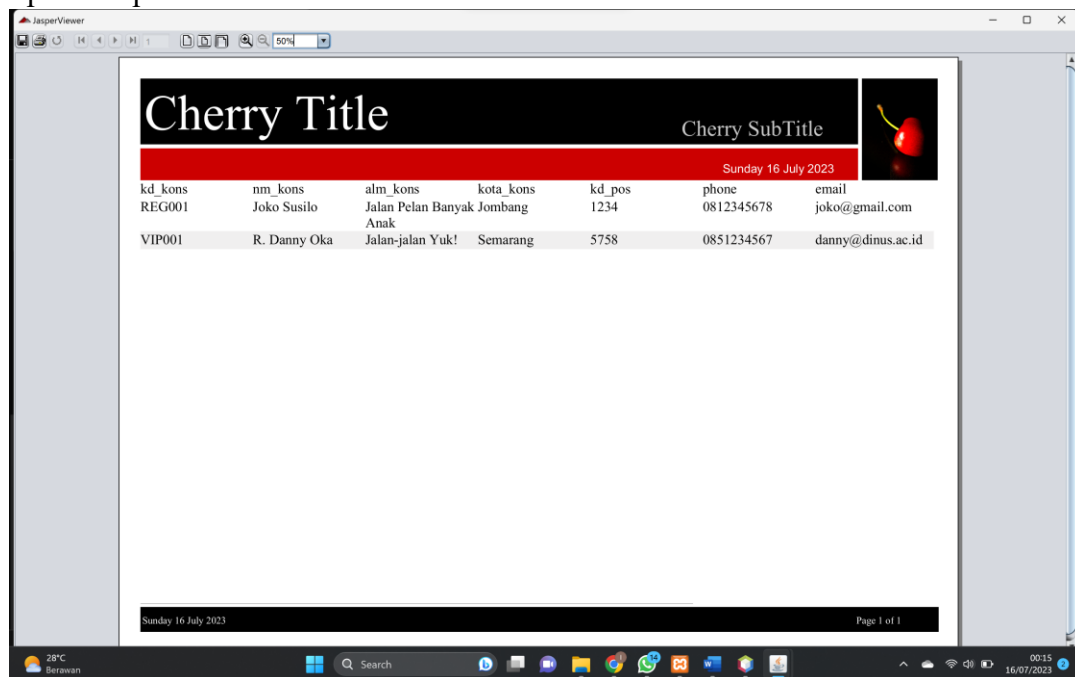 JasperViewer
1
50%
Cherry Title
Cherry SubTitle
Sunday 16 July 2023
kd_kons nm_kons alm_kons kota_kons kd_pos phone email
REG001 Joko Susilo Jalan Pelan Banyak Jombang 1234 0812345678 joko@gmail.com
Anak
VIP001 R. Danny Oka Jalan-jalan Yuk! Semarang 5758 0851234567 danny@dinus.ac.id
Sunday 16 July 2023 Page 1 of 1
28°C
Berawan
Search
00:15
16/07/2023